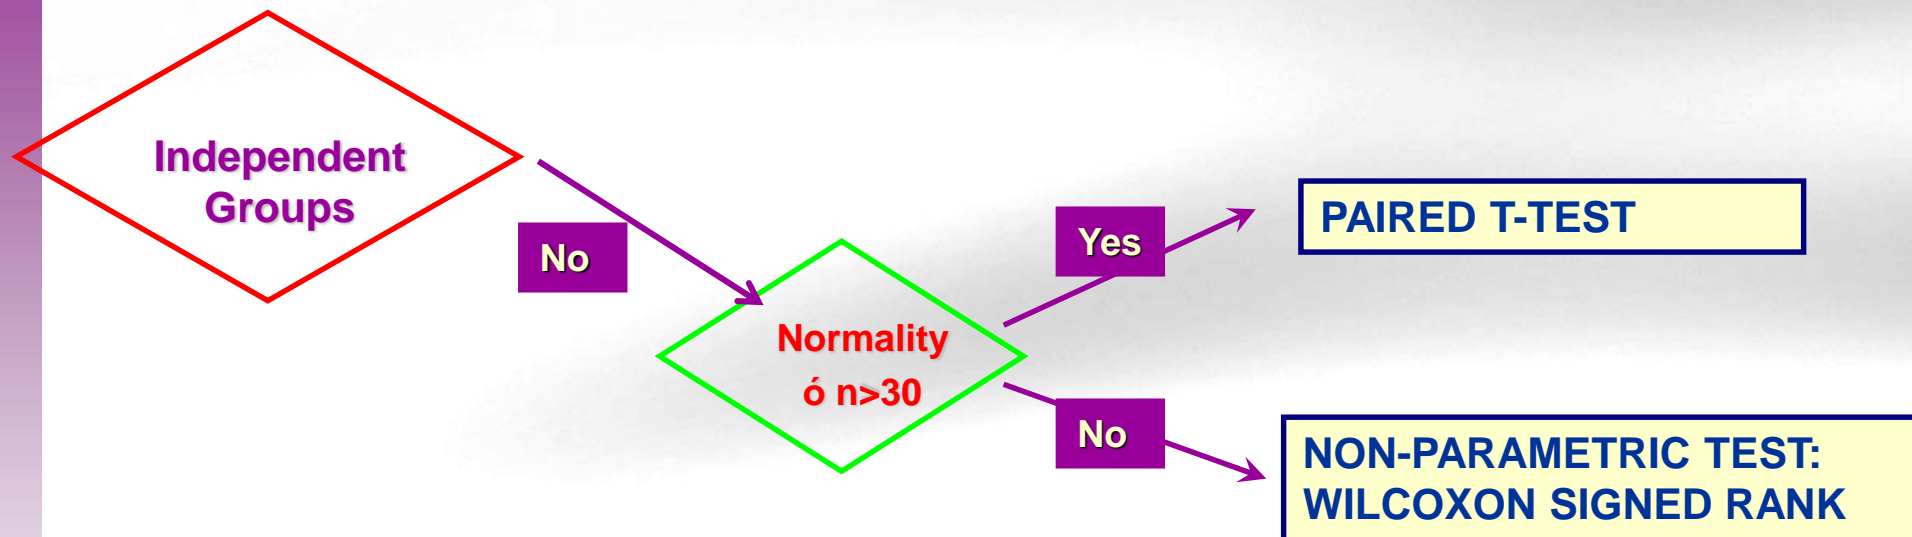 Independent
Groups
No
Normality
ó n>30
Yes
PAIRED T-TEST
No
NON-PARAMETRIC TEST:
WILCOXON SIGNED RANK